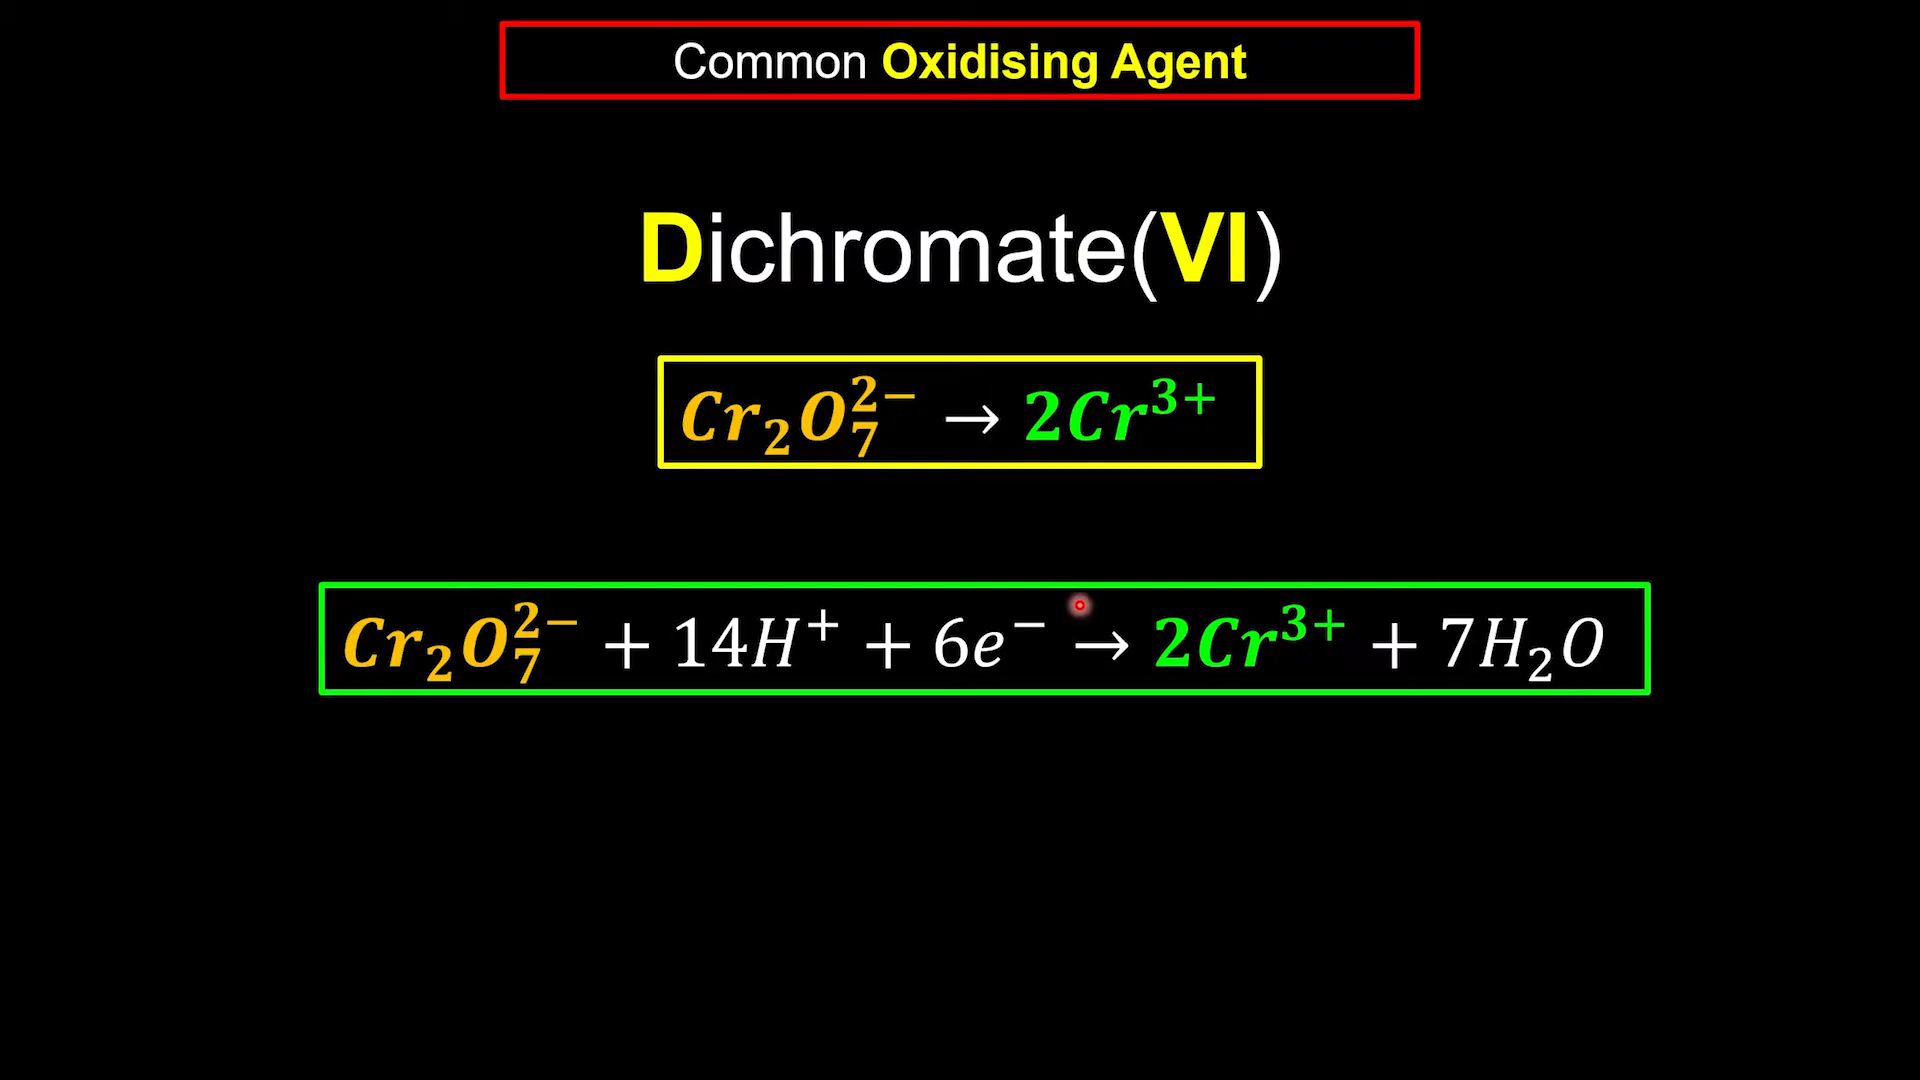 Common Oxidising Agent
Dichromate(VI)
Cr₂O₇²⁻ → 2Cr³⁺
Cr₂O₇²⁻ + 14H⁺ + 6e⁻ → 2Cr³⁺ + 7H₂O